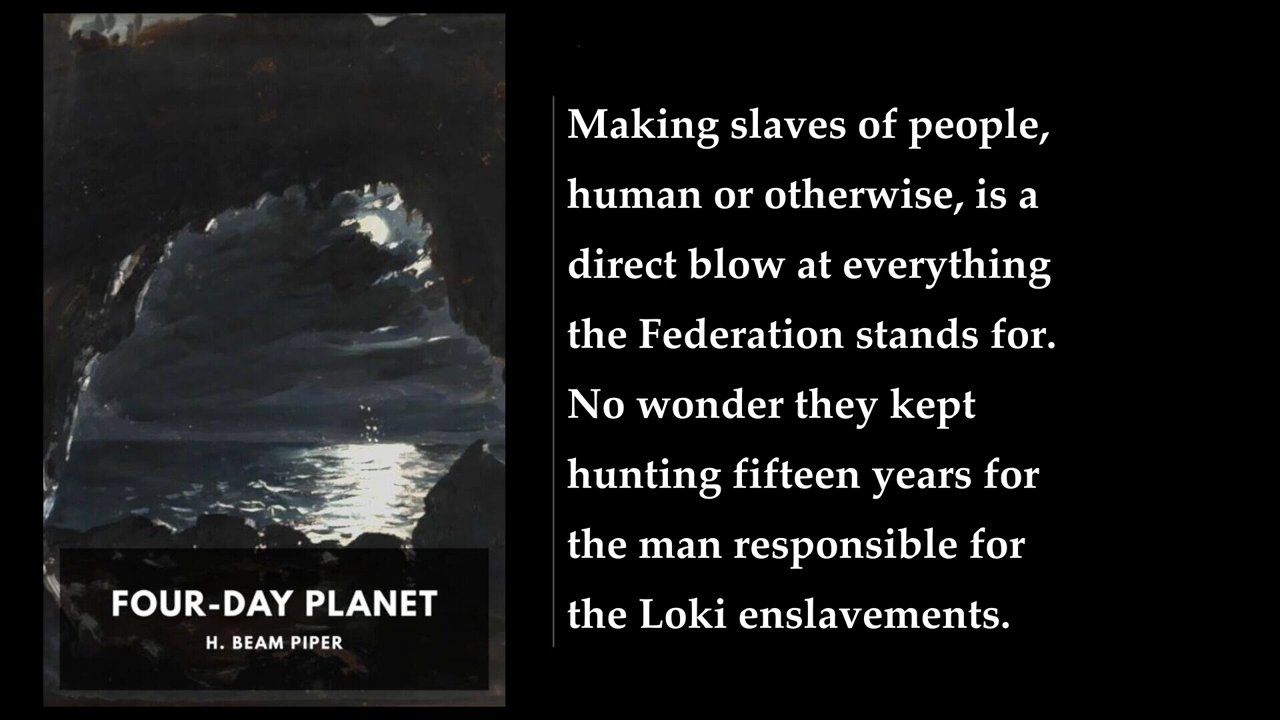 FOUR-DAY PLANET
H. BEAM PIPER
Making slaves of people,
human or otherwise, is a
direct blow at everything
the Federation stands for.
No wonder they kept
hunting fifteen years for
the man responsible for
the Loki enslavements.